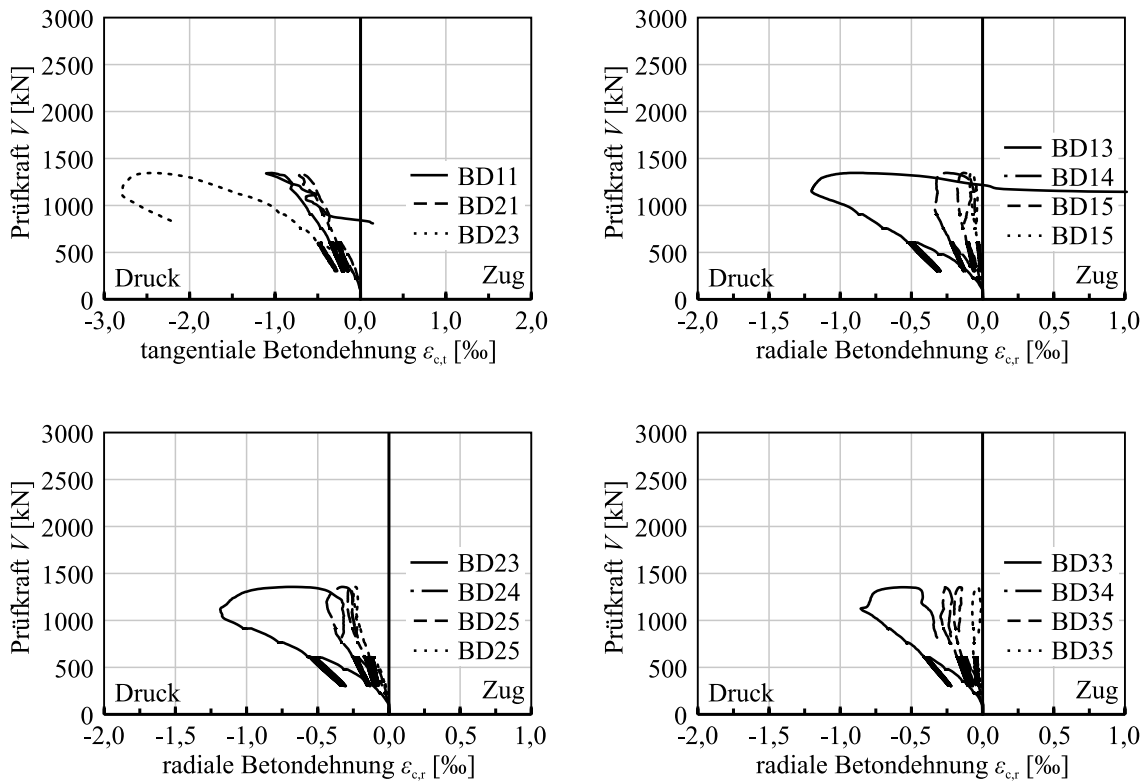 Prüfkraft V [kN]
3000
2500
2000
1500
1000
500
0
BD11
BD21
BD23
Druck
Zug
-3,0
-2,0
-1,0
0,0
1,0
2,0
tangentiale Betondehnung εc,t [‰]
Prüfkraft V [kN]
3000
2500
2000
1500
1000
500
0
BD13
BD14
BD15
BD15
Druck
Zug
-2,0
-1,5
-1,0
-0,5
0,0
0,5
1,0
radiale Betondehnung εc,r [‰]
Prüfkraft V [kN]
3000
2500
2000
1500
1000
500
0
BD23
BD24
BD25
BD25
Druck
Zug
-2,0
-1,5
-1,0
-0,5
0,0
0,5
1,0
radiale Betondehnung εc,r [‰]
Prüfkraft V [kN]
3000
2500
2000
1500
1000
500
0
BD33
BD34
BD35
BD35
Druck
Zug
-2,0
-1,5
-1,0
-0,5
0,0
0,5
1,0
radiale Betondehnung εc,r [‰]